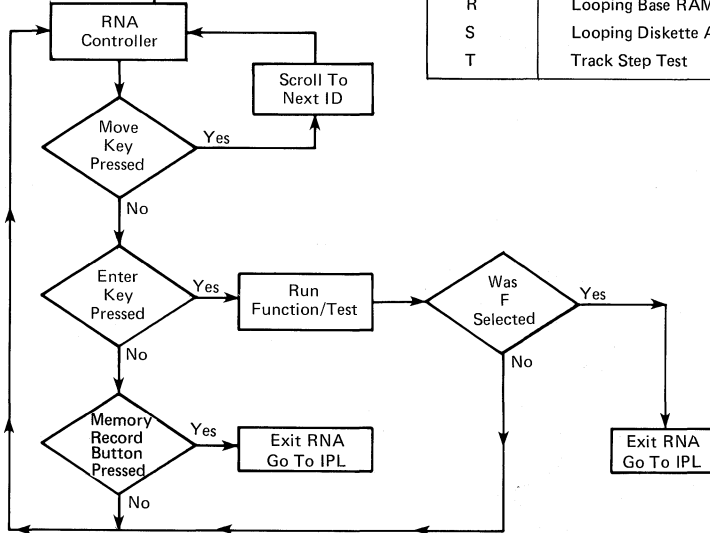 RNA
Controller
R
Looping Base RAM
S
Looping Diskette A
T
Track Step Test
Scroll To
Next ID
Move
Key
Pressed
Yes
No
Enter
Key
Pressed
Yes
Run
Function/Test
Was
F
Selected
Yes
No
No
Memory
Record
Button
Pressed
Yes
Exit RNA
Go To IPL
Exit RNA
Go To IPL
No